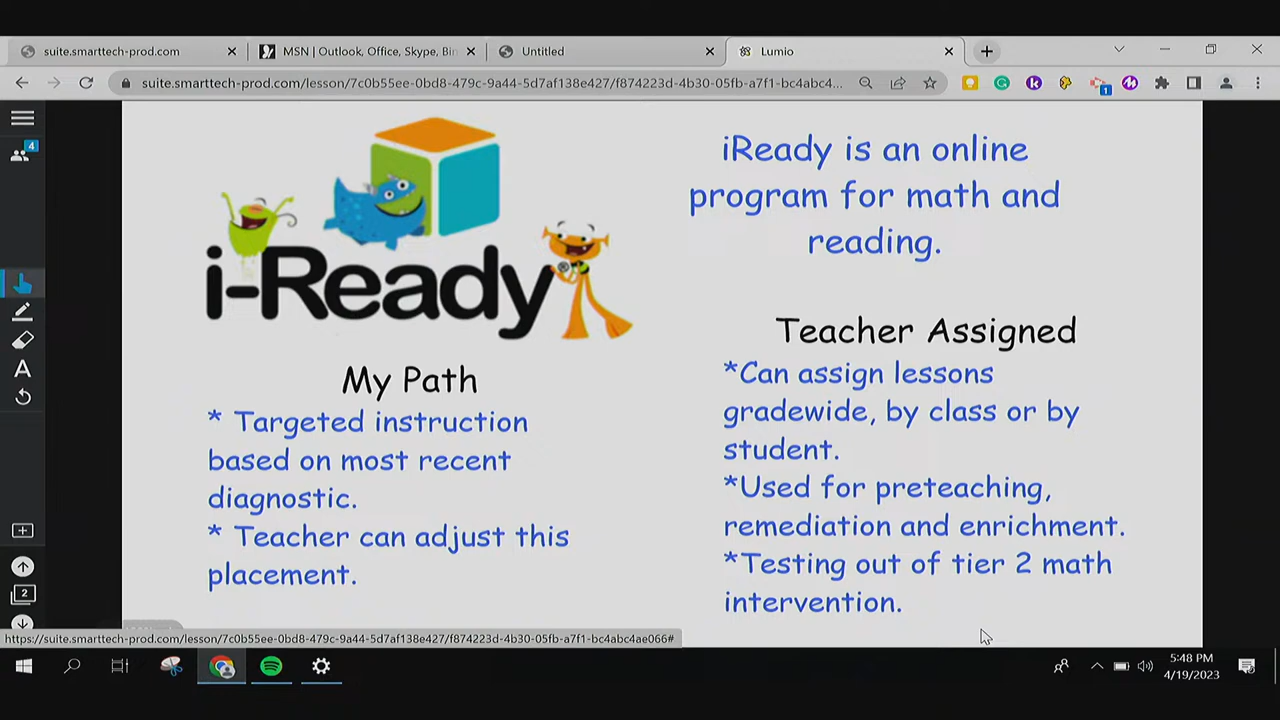 suite.smarttech-prod.com
MSN | Outlook, Office, Skype, Bin
Untitled
Lumio
suite.smarttech-prod.com/lesson/7c0b55ee-0bd8-479c-9a44-5d7af138e427/f874223d-4b30-05fb-a7f1-bc4abc4...
1
4
i-Ready
iReady is an online
program for math and
reading.
My Path
* Targeted instruction
based on most recent
diagnostic.
* Teacher can adjust this
placement.
Teacher Assigned
*Can assign lessons
gradewide, by class or by
student.
*Used for preteaching,
remediation and enrichment.
*Testing out of tier 2 math
intervention.
A
2
https://suite.smarttech-prod.com/lesson/7c0b55ee-0bd8-479c-9a44-5d7af138e427/f874223d-4b30-05fb-a7f1-bc4abc4ae066#
5:48 PM
4/19/2023